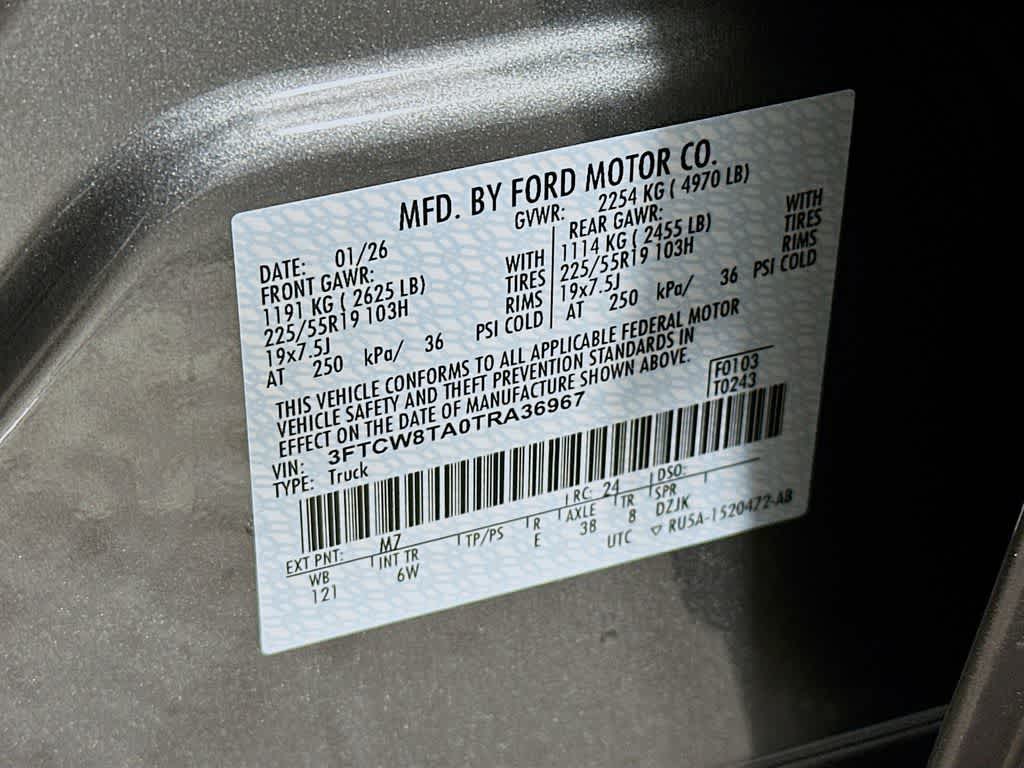 MFD. BY FORD MOTOR CO.
DATE: 01/26
GVWR: 2254 KG ( 4970 LB)
FRONT GAWR:
1191 KG ( 2625 LB)
225/55R19 103H
19x7.5J
AT 250 kPa/ 36 PSI COLD
WITH
TIRES
RIMS
REAR GAWR:
1114 KG ( 2455 LB)
225/55R19 103H
19x7.5J
AT 250 kPa/ 36 PSI COLD
WITH
TIRES
RIMS
THIS VEHICLE CONFORMS TO ALL APPLICABLE FEDERAL MOTOR
VEHICLE SAFETY AND THEFT PREVENTION STANDARDS IN
EFFECT ON THE DATE OF MANUFACTURE SHOWN ABOVE.
F0103
T0243
VIN: 3FTCW8TA0TRA36967
TYPE: Truck
EXT PNT: M7 RC: 24 DSO:
WB INT TR TP/PS R AXLE TR SPR
121 6W E 38 8 DZJK
UTC ▽ RU5A-1520472-AB